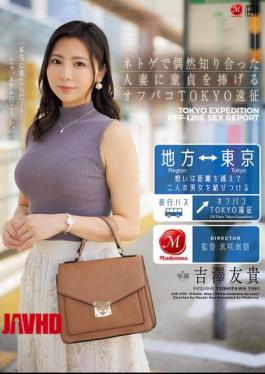 ネトゲで偶然知り合った
人妻に童貞を捧げる
オフパコTOKYO遠征
TOKYO EXPEDITION
OFF-LINE SEX REPORT
地方 ↔ 東京
Region Tokyo
想いは距離を越えて
二人の男女を結びつける
夜行バス
オフパコ
TOKYO遠征
Madonna
DIRECTOR
監督:真咲南朋
専属
吉澤友貴
EXCLUSIVE YOSHIZAWA YUKI
JAVHD